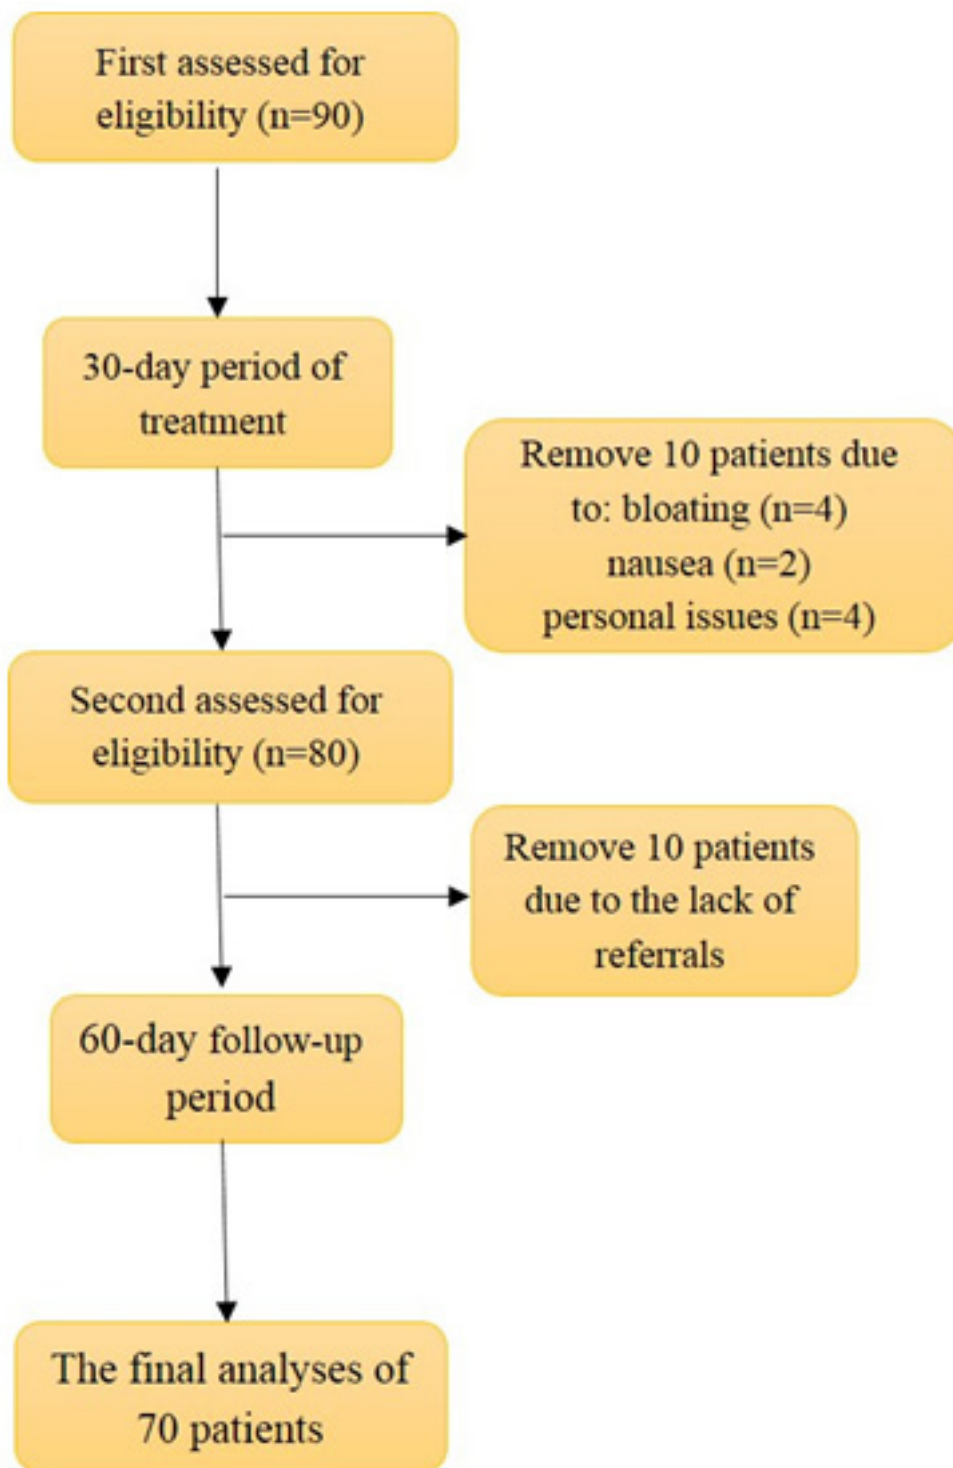 First assessed for
eligibility (n=90)
30-day period of
treatment
Remove 10 patients due
to: bloating (n=4)
nausea (n=2)
personal issues (n=4)
Second assessed for
eligibility (n=80)
Remove 10 patients
due to the lack of
referrals
60-day follow-up
period
The final analyses of
70 patients